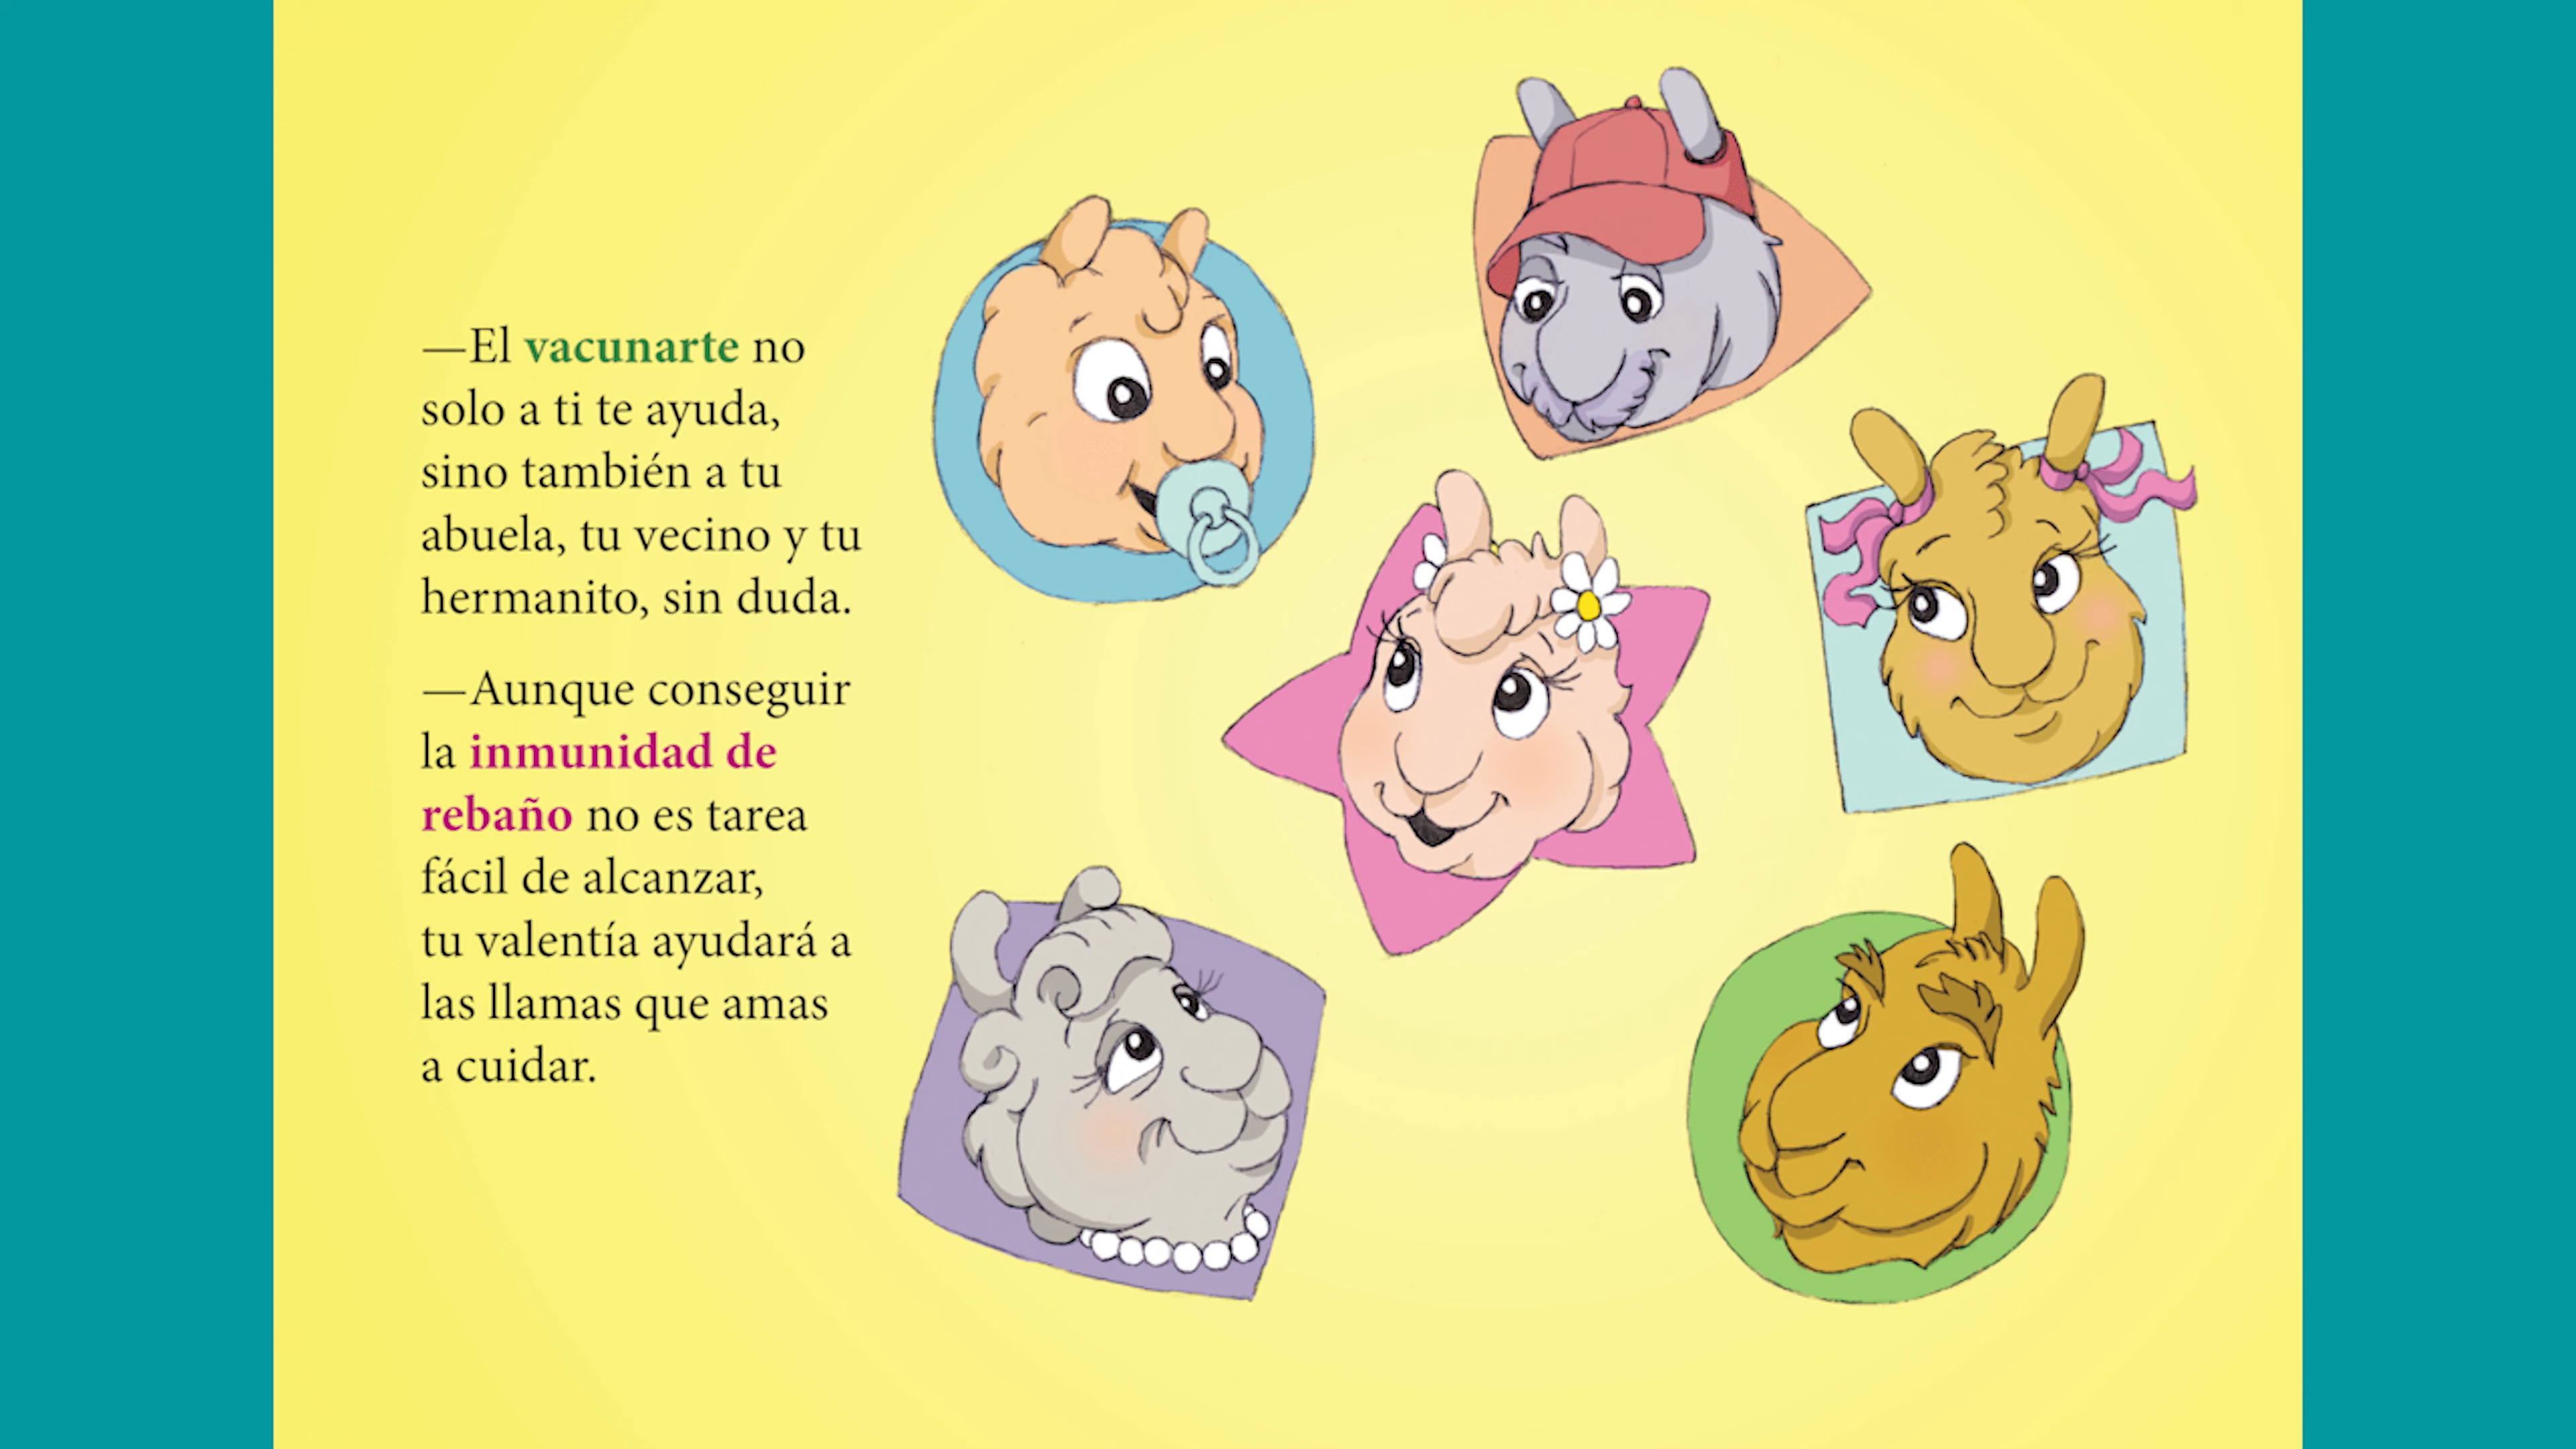 —El vacunarte no
solo a ti te ayuda,
sino también a tu
abuela, tu vecino y tu
hermanito, sin duda.
—Aunque conseguir
la inmunidad de
rebaño no es tarea
fácil de alcanzar,
tu valentía ayudará a
las llamas que amas
a cuidar.